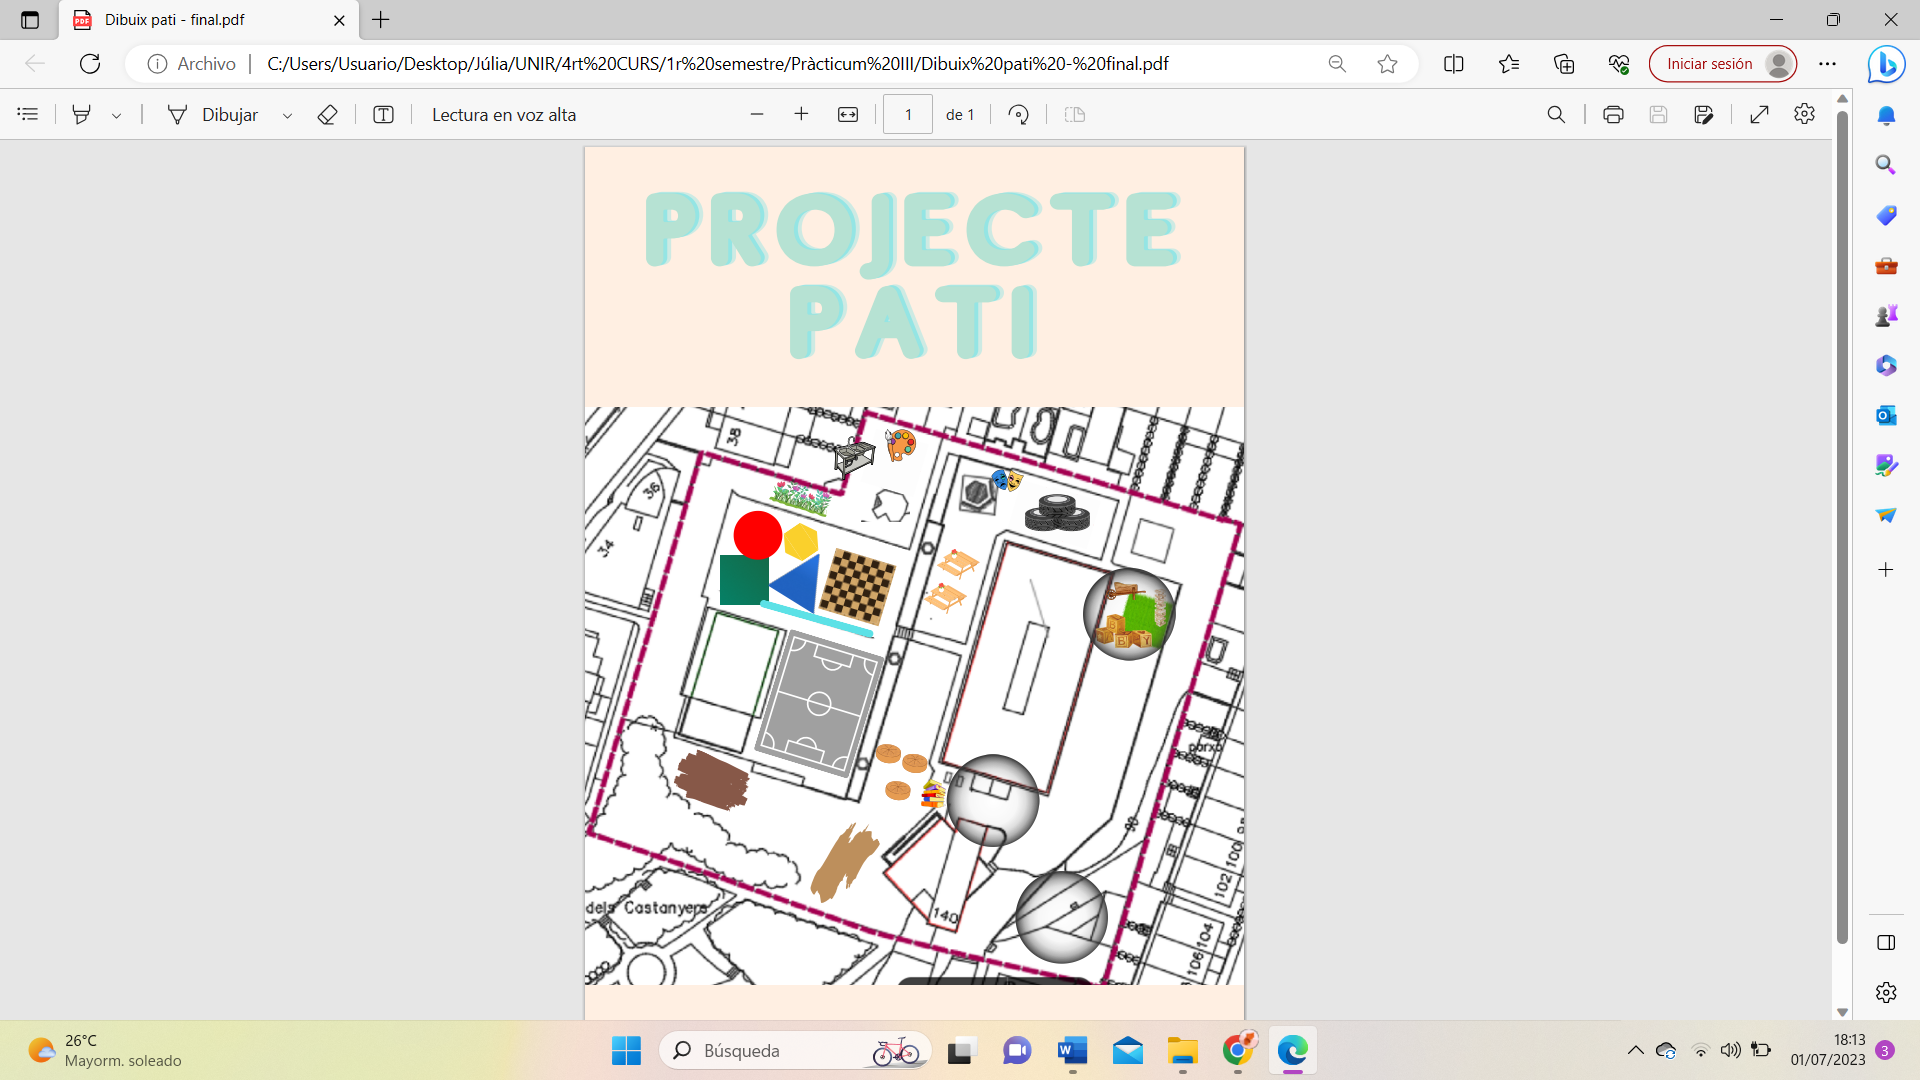 Dibuix pati - final.pdf
Archivo
C:/Users/Usuario/Desktop/Júlia/UNIR/4rt%20CURS/1r%20semestre/Pràcticum%20III/Dibuix%20pati%20-%20final.pdf
Iniciar sesión
Dibujar
Lectura en voz alta
1
de 1
PROJECTE
PATI
38
36
34
porxo
98
100
102
104
106
140
dels Castanyers
26°C
Mayorm. soleado
Búsqueda
18:13
01/07/2023
3